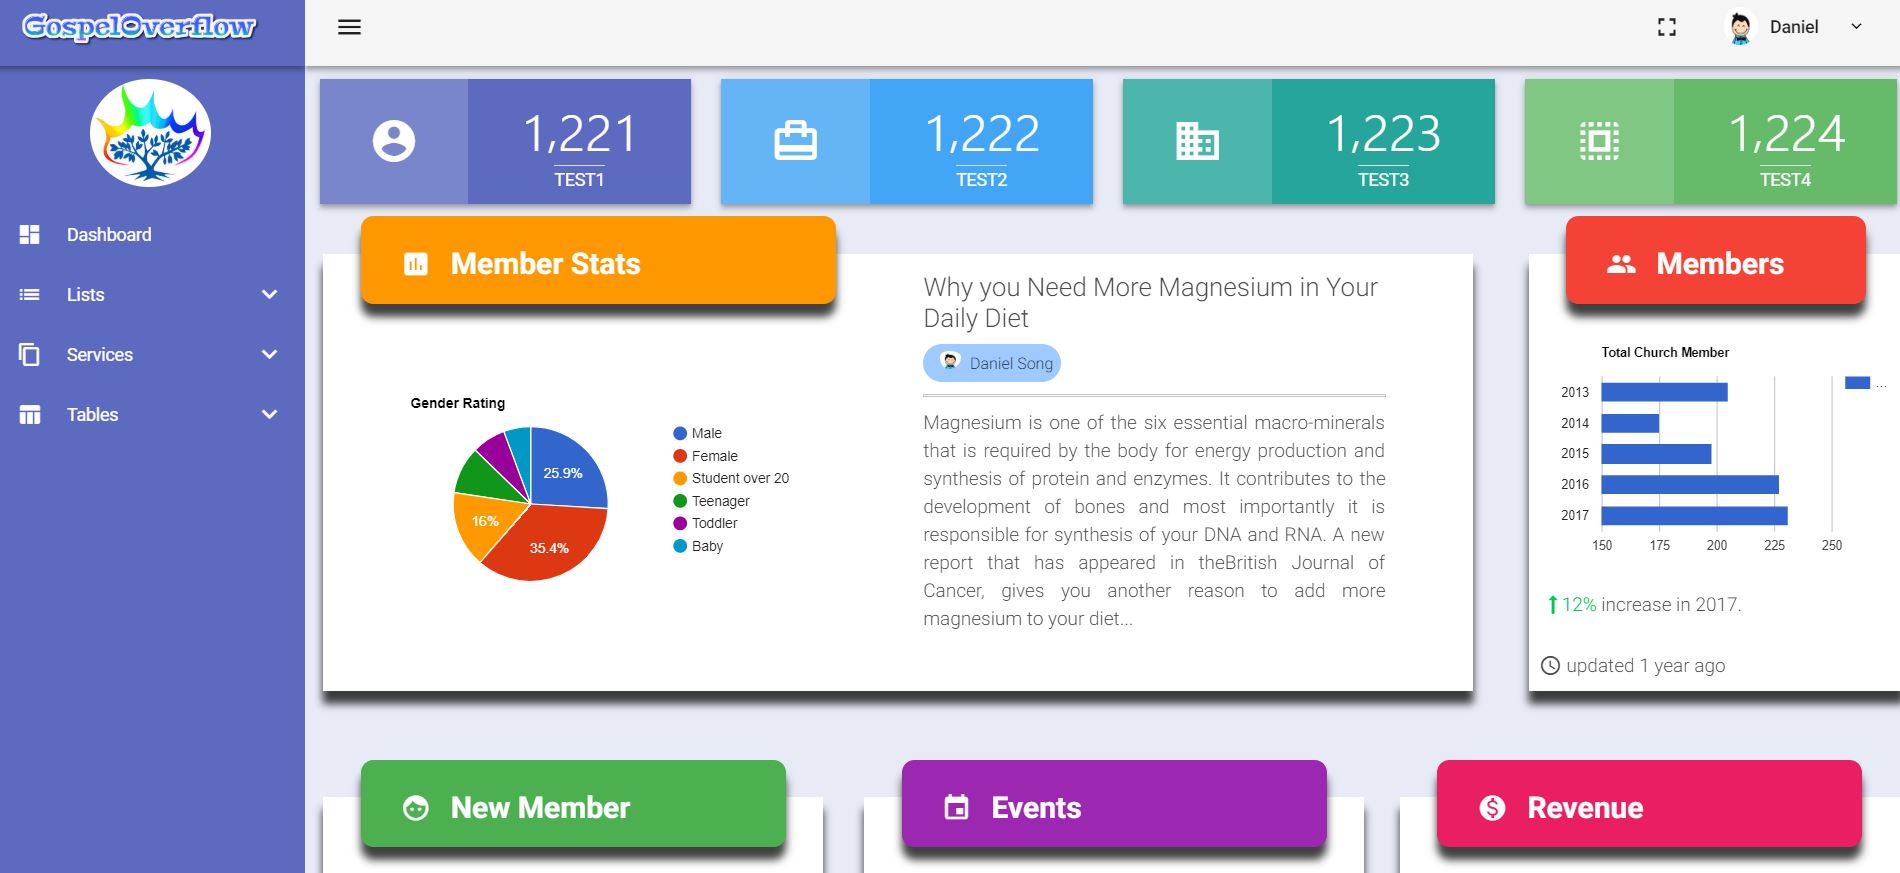 GospelOverflow
Daniel
1,221
TEST1
1,222
TEST2
1,223
TEST3
1,224
TEST4
Dashboard
Lists
Services
Tables
Member Stats
Gender Rating
25.9%
35.4%
16%
Male
Female
Student over 20
Teenager
Toddler
Baby
Why you Need More Magnesium in Your
Daily Diet
Daniel Song
Magnesium is one of the six essential macro-minerals
that is required by the body for energy production and
synthesis of protein and enzymes. It contributes to the
development of bones and most importantly it is
responsible for synthesis of your DNA and RNA. A new
report that has appeared in theBritish Journal of
Cancer, gives you another reason to add more
magnesium to your diet...
Members
Total Church Member
...
2013
2014
2015
2016
2017
150 175 200 225 250
12% increase in 2017.
updated 1 year ago
New Member
Events
Revenue